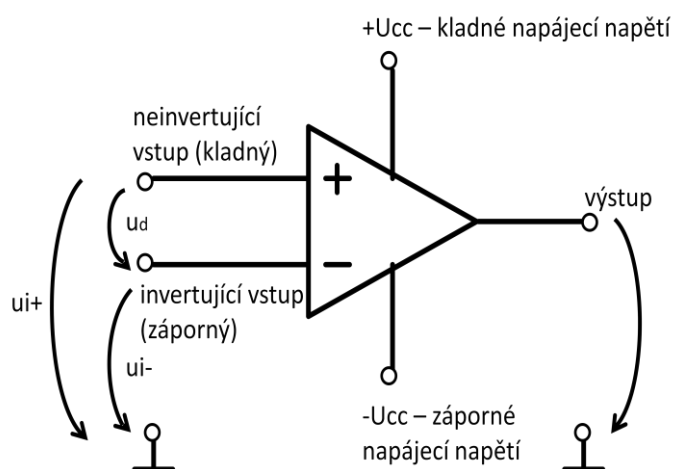 +Ucc – kladné napájecí napětí
neinvertující
vstup (kladný)
+
výstup
ud
−
ui+
invertující vstup
(záporný)
ui-
-Ucc – záporné
napájecí napětí